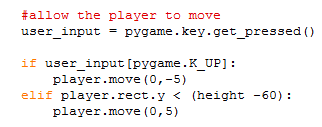 #allow the player to move
user_input = pygame.key.get_pressed()
if user_input[pygame.K_UP]:
player.move(0,-5)
elif player.rect.y < (height -60):
player.move(0,5)